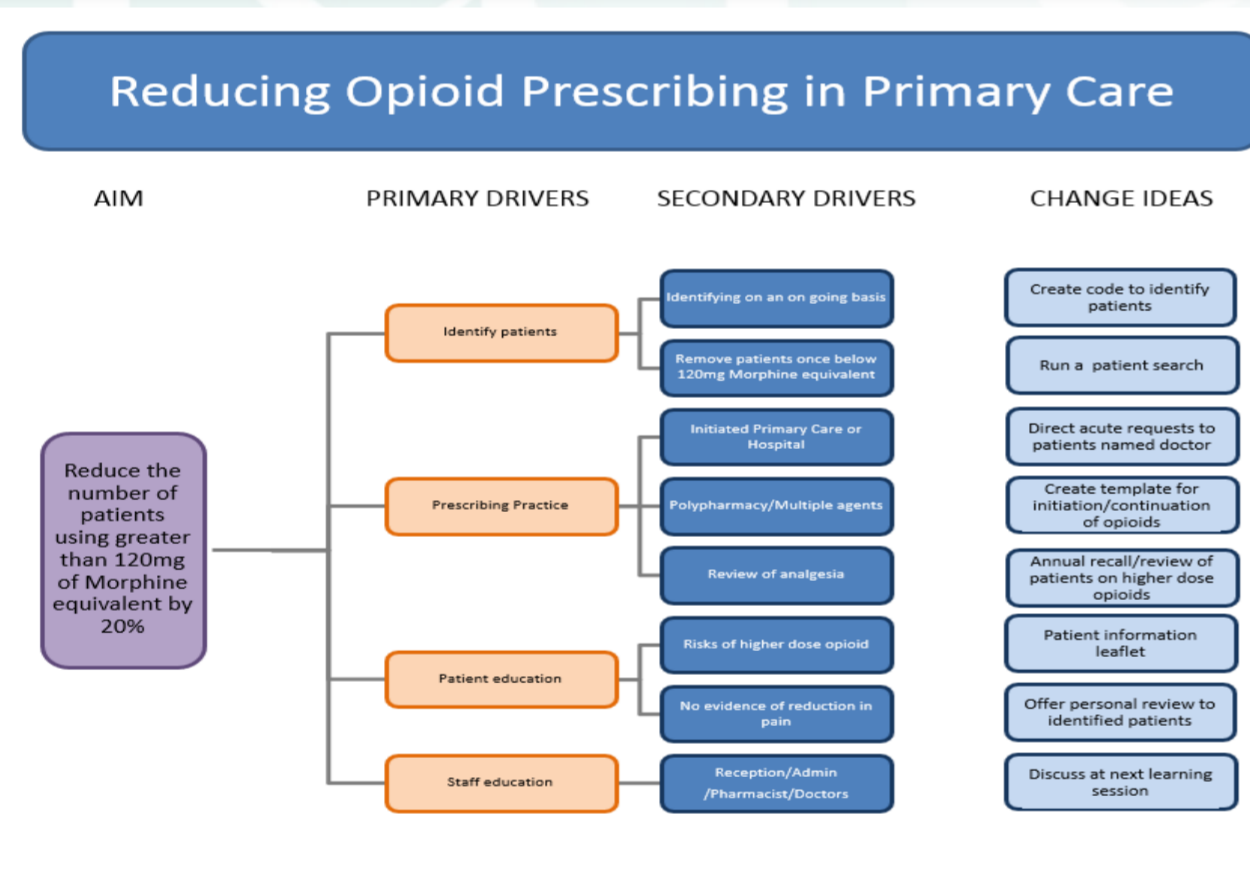 Reducing Opioid Prescribing in Primary Care
AIM
PRIMARY DRIVERS
SECONDARY DRIVERS
CHANGE IDEAS
Reduce the
number of
patients
using greater
than 120mg
of Morphine
equivalent by
20%
Identify patients
Prescribing Practice
Patient education
Staff education
Identifying on an on going basis
Remove patients once below
120mg Morphine equivalent
Initiated Primary Care or
Hospital
Polypharmacy/Multiple agents
Review of analgesia
Risks of higher dose opioid
No evidence of reduction in
pain
Reception/Admin
/Pharmacist/Doctors
Create code to identify
patients
Run a  patient search
Direct acute requests to
patients named doctor
Create template for
initiation/continuation
of opioids
Annual recall/review of
patients on higher dose
opioids
Patient information
leaflet
Offer personal review to
identified patients
Discuss at next learning
session